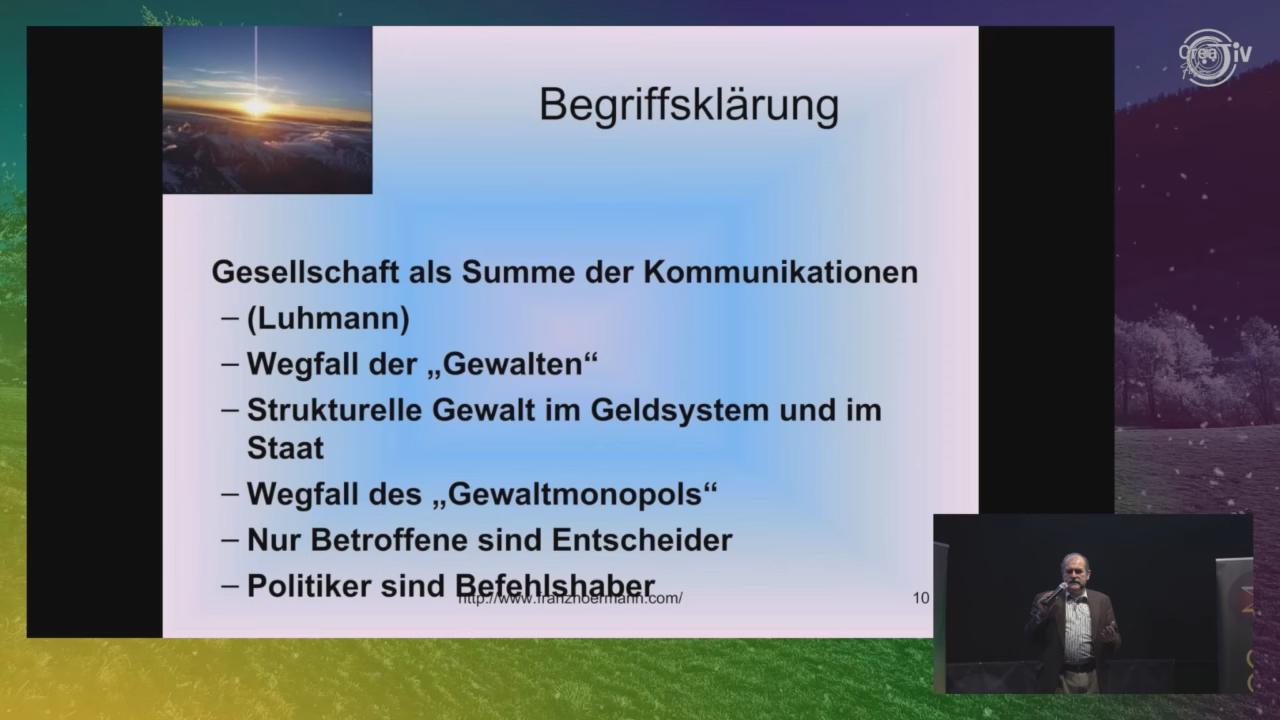 CreaTiv
Begriffsklärung
Gesellschaft als Summe der Kommunikationen
– (Luhmann)
– Wegfall der „Gewalten“
– Strukturelle Gewalt im Geldsystem und im
Staat
– Wegfall des „Gewaltmonopols“
– Nur Betroffene sind Entscheider
– Politiker sind Befehlshaber
http://www.franzhoermann.com/
10